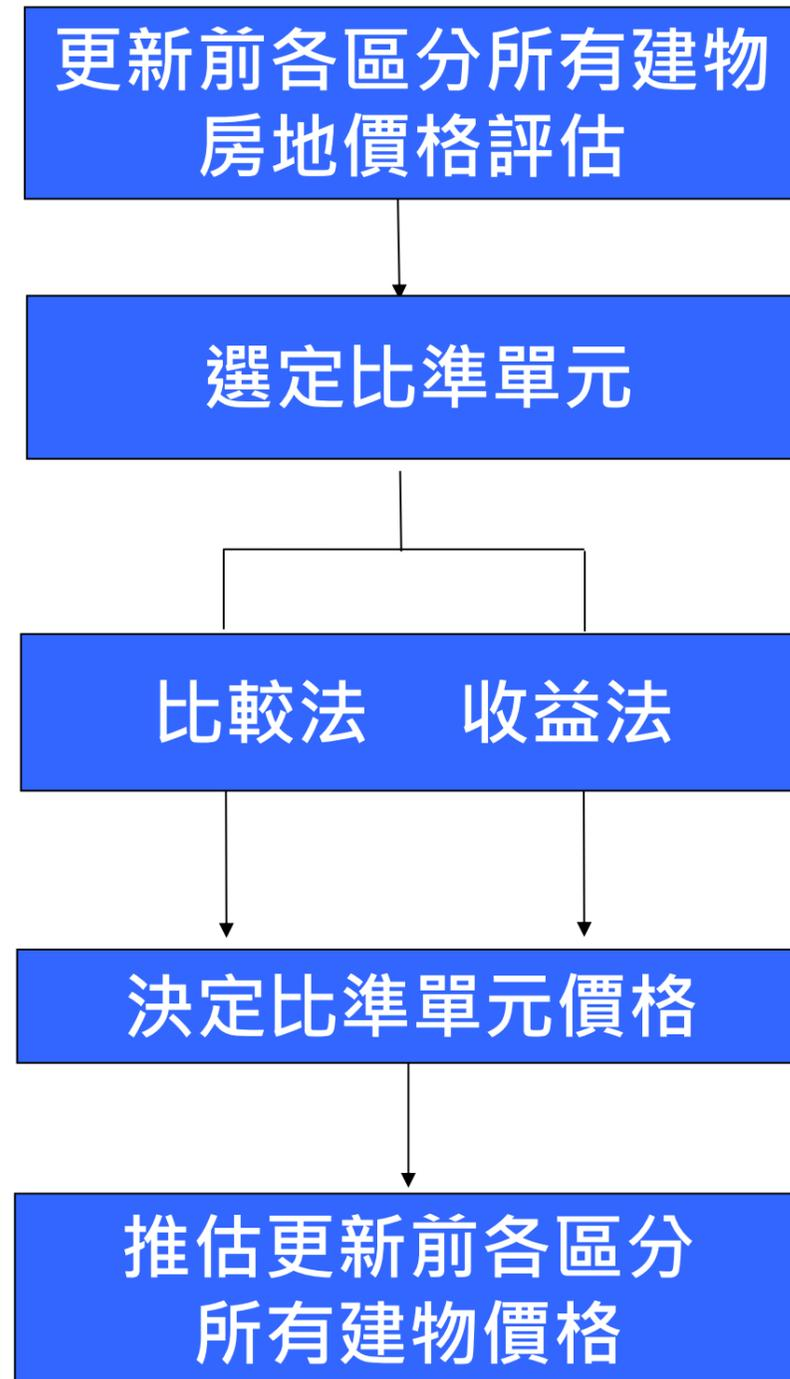 更新前各區分所有建物
房地價格評估
選定比準單元
比較法 收益法
決定比準單元價格
推估更新前各區分
所有建物價格